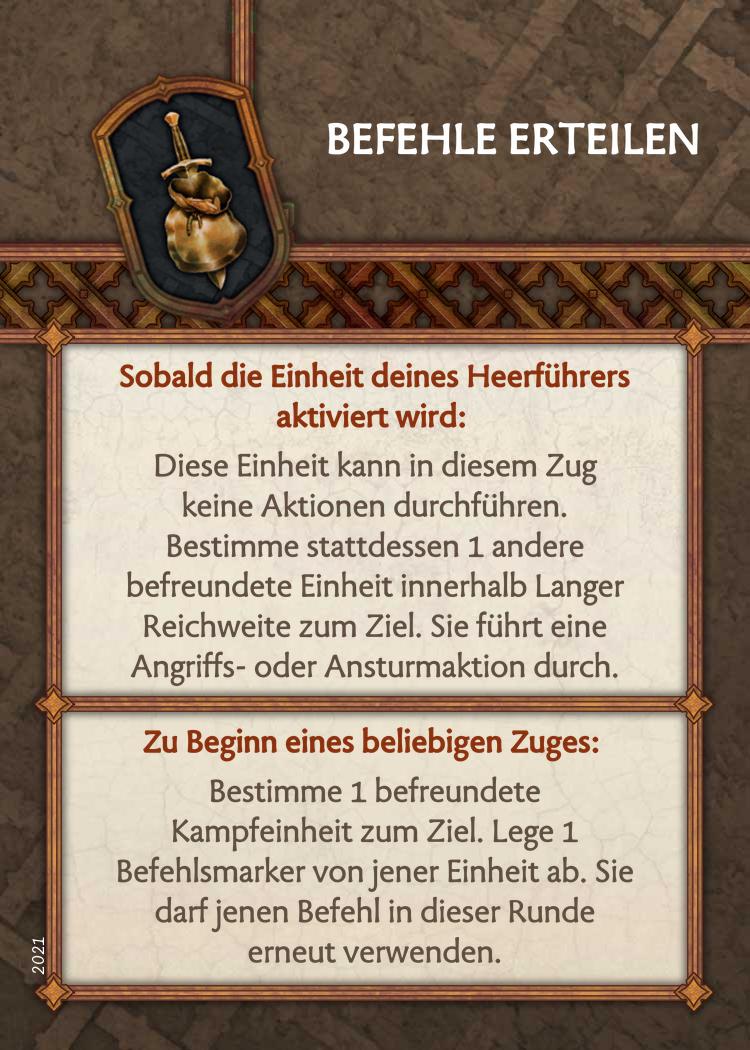 BEFEHLE ERTEILEN
Sobald die Einheit deines Heerführers
aktiviert wird:
Diese Einheit kann in diesem Zug
keine Aktionen durchführen.
Bestimme stattdessen 1 andere
befreundete Einheit innerhalb Langer
Reichweite zum Ziel. Sie führt eine
Angriffs- oder Ansturmaktion durch.
Zu Beginn eines beliebigen Zuges:
Bestimme 1 befreundete
Kampfeinheit zum Ziel. Lege 1
Befehlsmarker von jener Einheit ab. Sie
darf jenen Befehl in dieser Runde
erneut verwenden.
2021